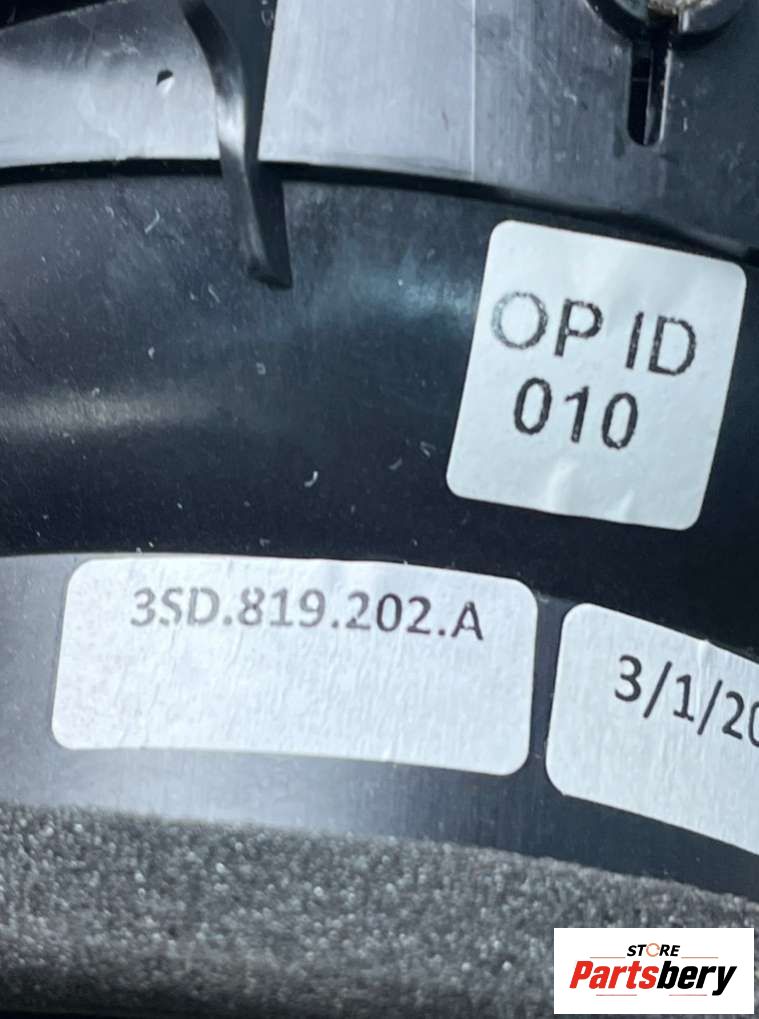 OP ID
010
3SD.819.202.A
3/1/20
STORE
Partsbery